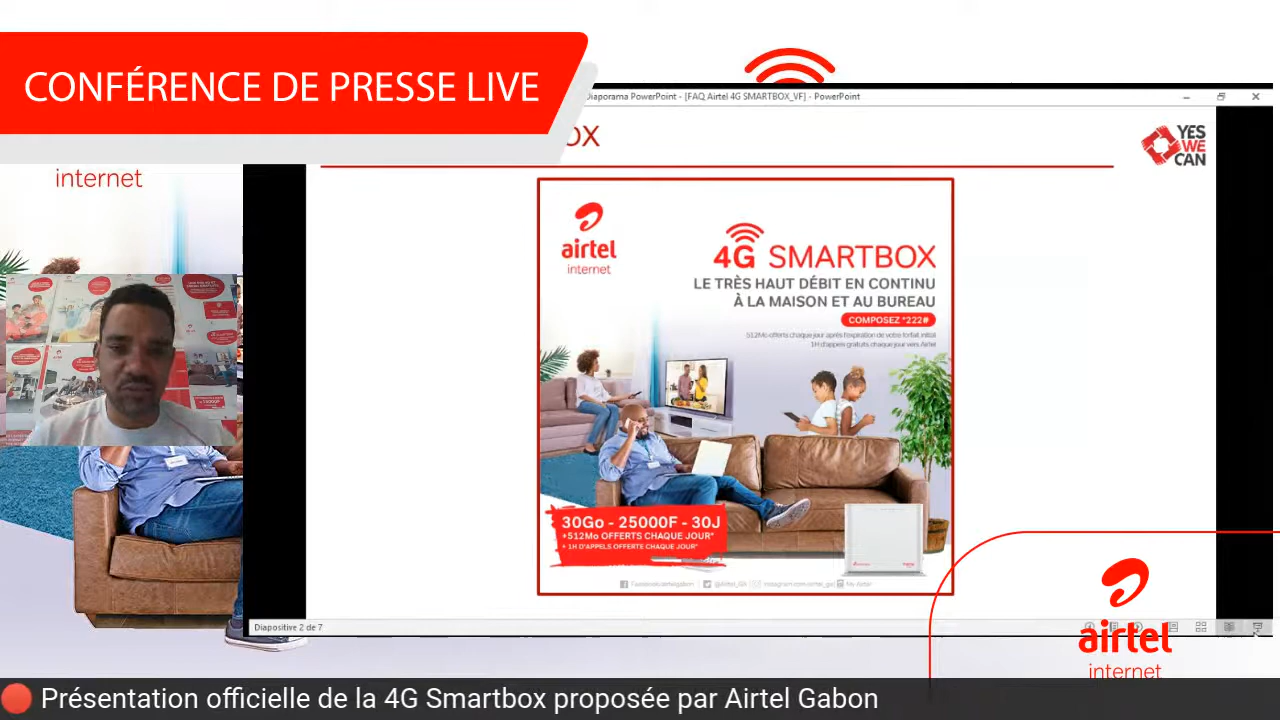 CONFÉRENCE DE PRESSE LIVE
Diaporama PowerPoint - [FAQ Airtel 4G SMARTBOX_VF] - PowerPoint
OX
YES
WE
CAN
internet
airtel
internet
4G SMARTBOX
LE TRÈS HAUT DÉBIT EN CONTINU
À LA MAISON ET AU BUREAU
COMPOSEZ *222#
512Mo offerts chaque jour après l'expiration de votre forfait initial
1H d'appels gratuits chaque jour vers Airtel
30Go - 25000F - 30J
+512Mo OFFERTS CHAQUE JOUR*
+ 1H D'APPELS OFFERTE CHAQUE JOUR*
Diapositive 2 de 7
airtel
internet
Présentation officielle de la 4G Smartbox proposée par Airtel Gabon